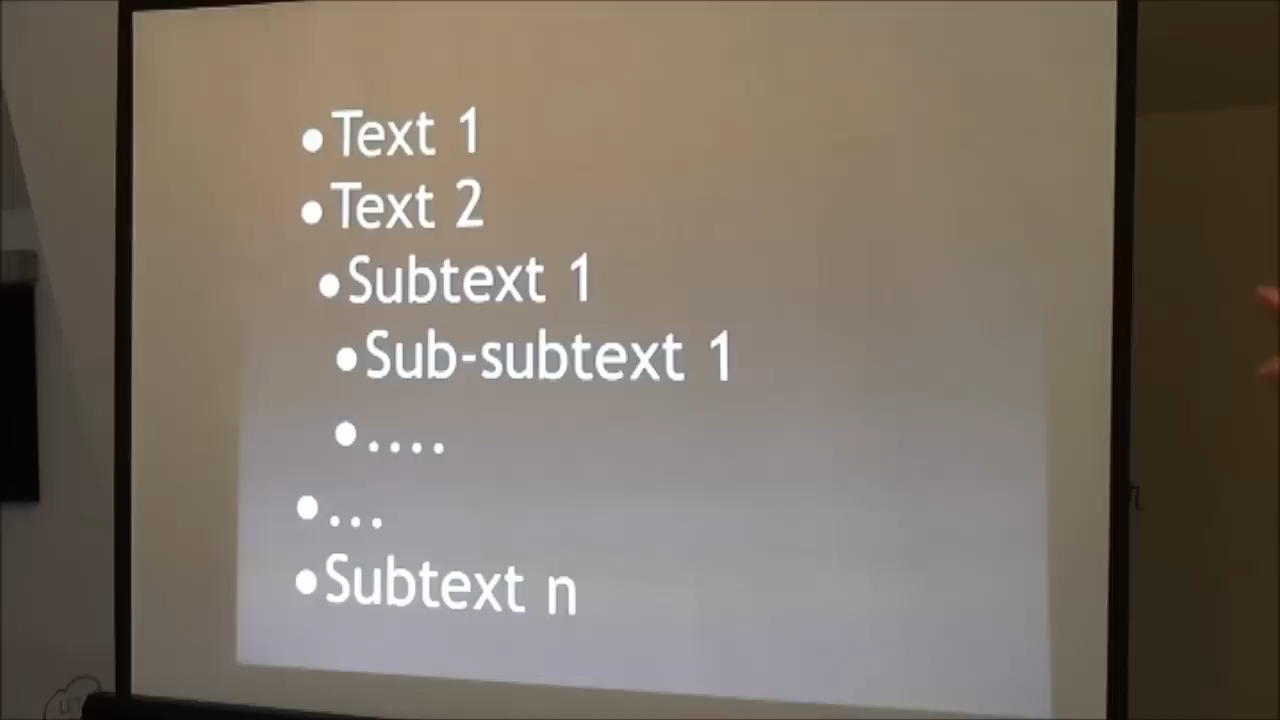 •Text 1
•Text 2
•Subtext 1
•Sub-subtext 1
•....
•...
•Subtext n